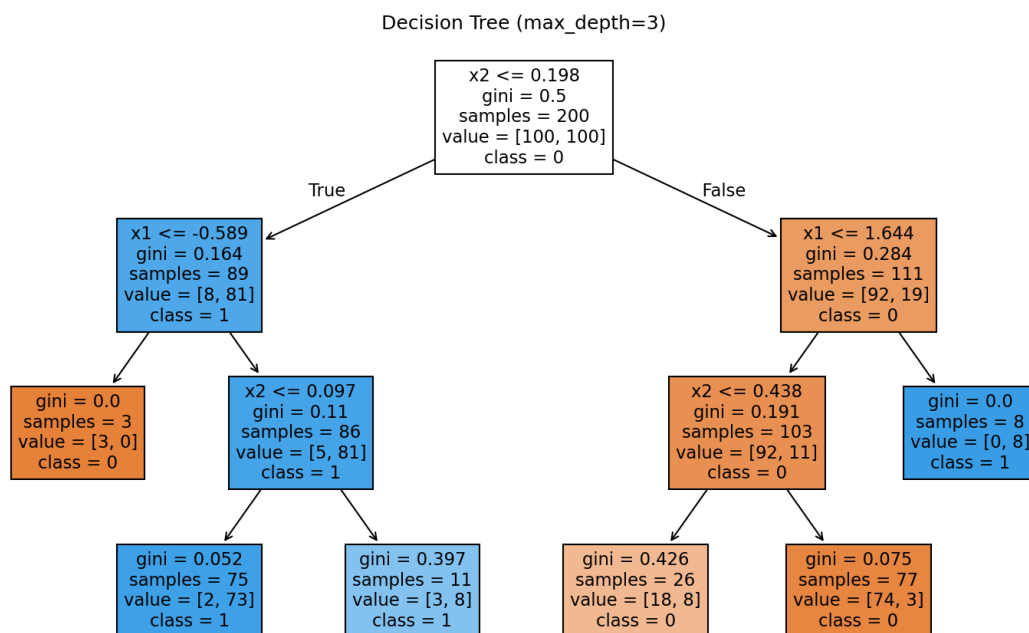 Decision Tree (max_depth=3)
x2 <= 0.198
gini = 0.5
samples = 200
value = [100, 100]
class = 0
True
False
x1 <= -0.589
gini = 0.164
samples = 89
value = [8, 81]
class = 1
x1 <= 1.644
gini = 0.284
samples = 111
value = [92, 19]
class = 0
gini = 0.0
samples = 3
value = [3, 0]
class = 0
x2 <= 0.097
gini = 0.11
samples = 86
value = [5, 81]
class = 1
x2 <= 0.438
gini = 0.191
samples = 103
value = [92, 11]
class = 0
gini = 0.0
samples = 8
value = [0, 8]
class = 1
gini = 0.052
samples = 75
value = [2, 73]
class = 1
gini = 0.397
samples = 11
value = [3, 8]
class = 1
gini = 0.426
samples = 26
value = [18, 8]
class = 0
gini = 0.075
samples = 77
value = [74, 3]
class = 0